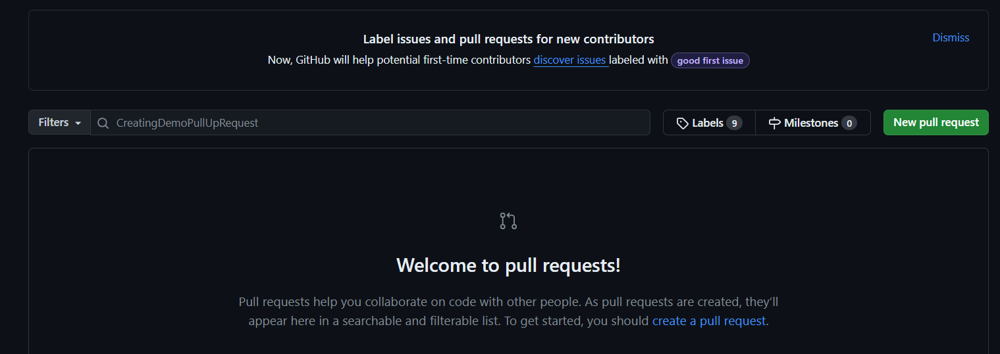 Label issues and pull requests for new contributors
Dismiss
Now, GitHub will help potential first-time contributors discover issues labeled with good first issue
Filters
CreatingDemoPullUpRequest
Labels 9
Milestones 0
New pull request
Welcome to pull requests!
Pull requests help you collaborate on code with other people. As pull requests are created, they’ll
appear here in a searchable and filterable list. To get started, you should create a pull request.